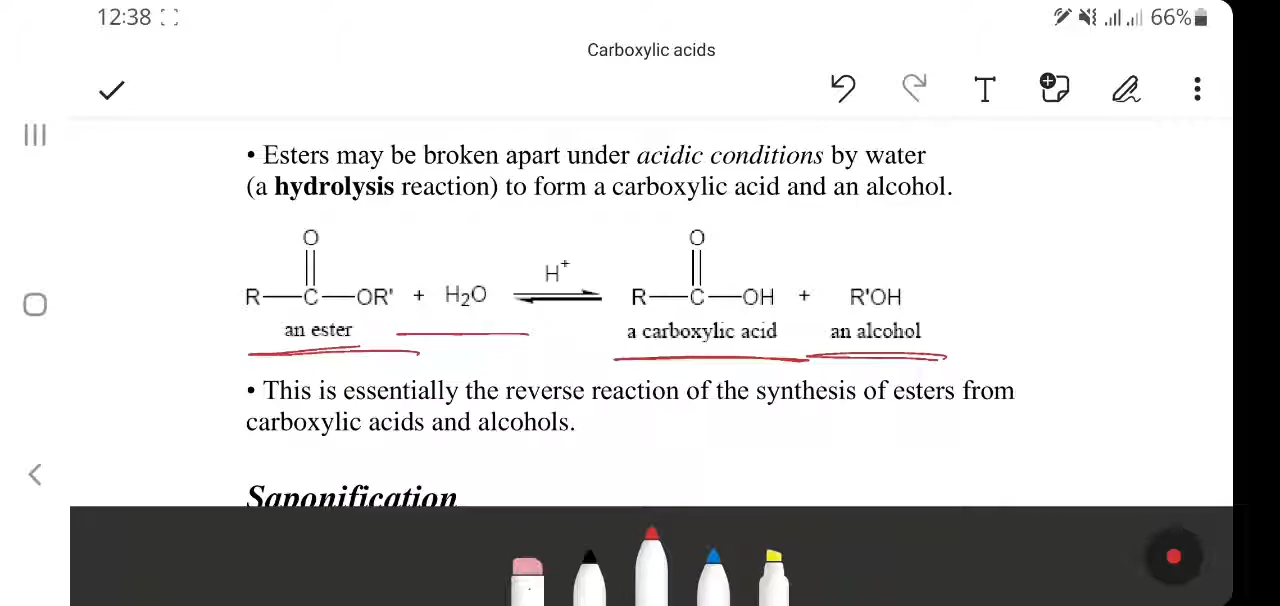 12:38
66%
Carboxylic acids
T
• Esters may be broken apart under acidic conditions by water
(a hydrolysis reaction) to form a carboxylic acid and an alcohol.
O O
H+
R—C—OR' + H2O R—C—OH + R'OH
an ester a carboxylic acid an alcohol
• This is essentially the reverse reaction of the synthesis of esters from
carboxylic acids and alcohols.
Saponification